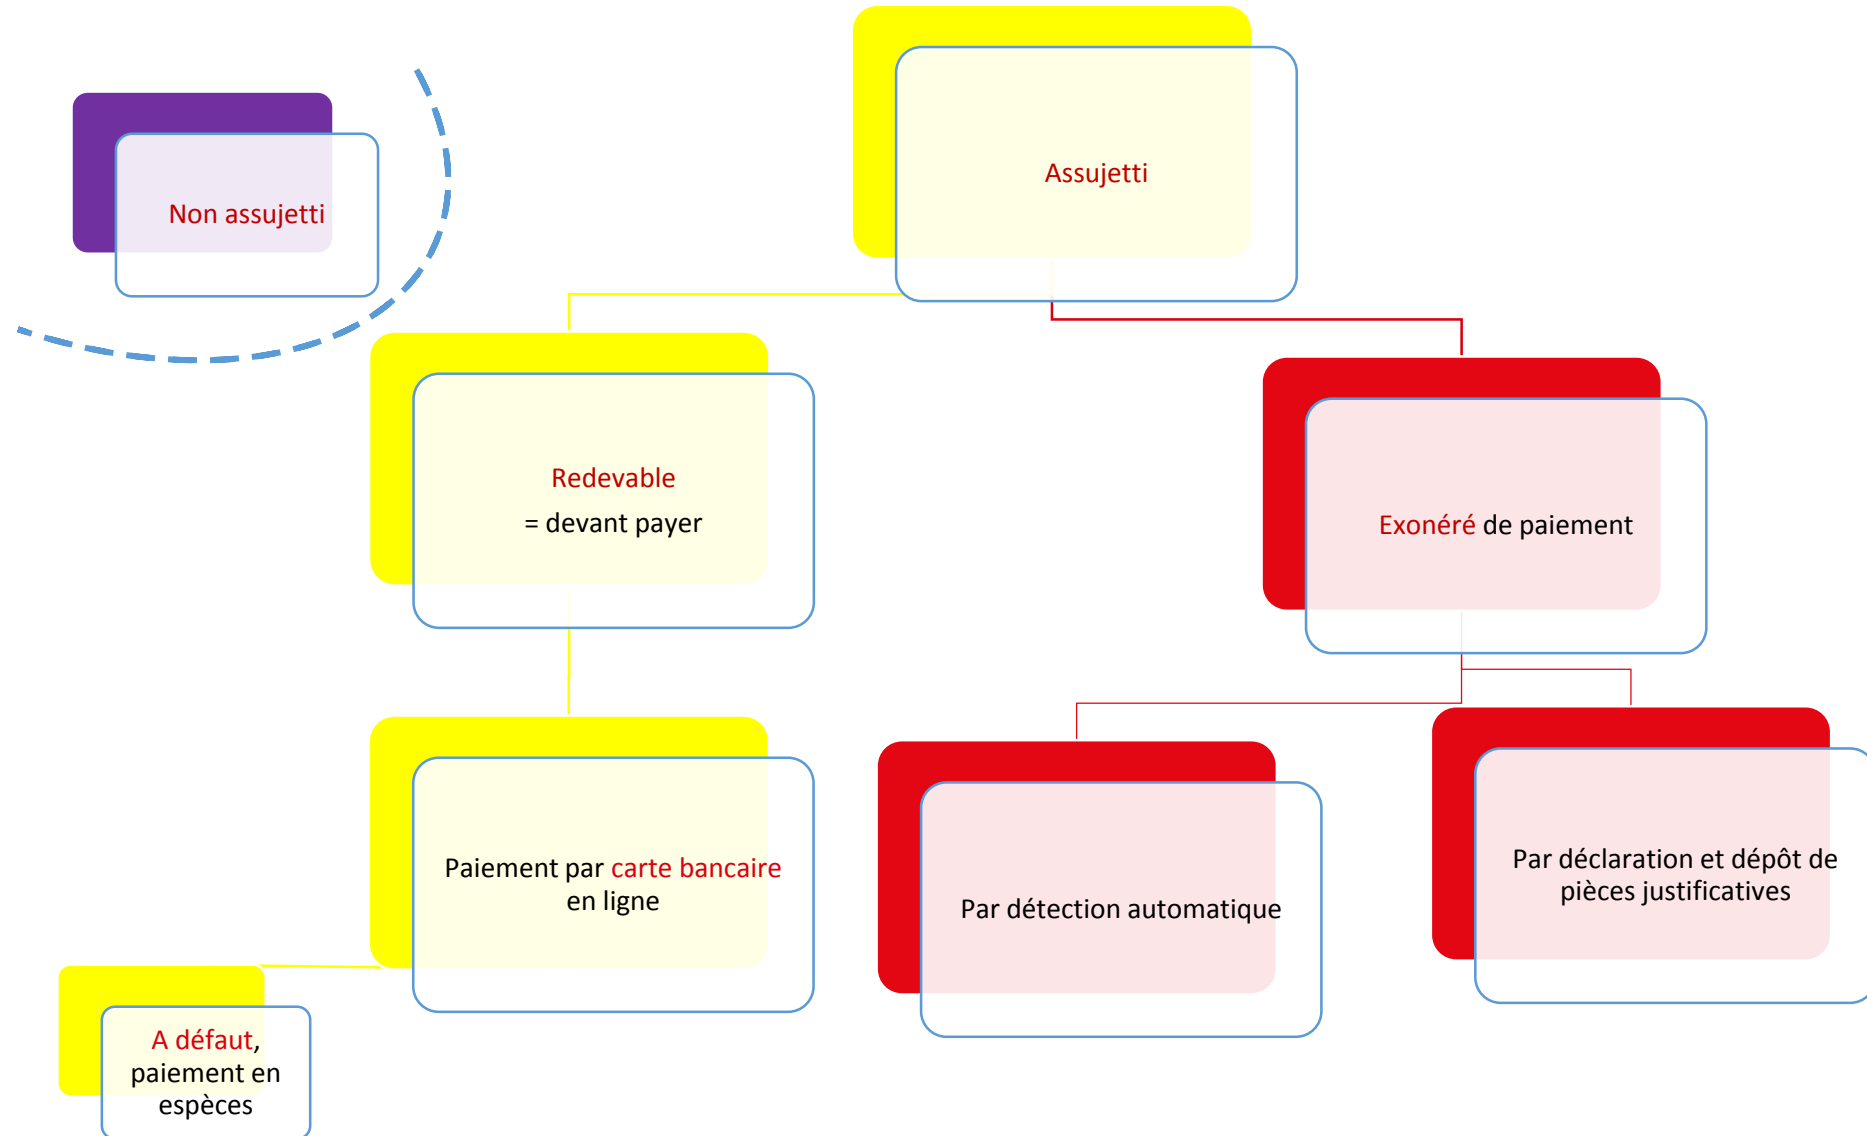 Assujetti
Non assujetti
Redevable
= devant payer
Exonéré de paiement
Paiement par carte bancaire
en ligne
Par détection automatique
Par déclaration et dépôt de
pièces justificatives
A défaut,
paiement en
espèces